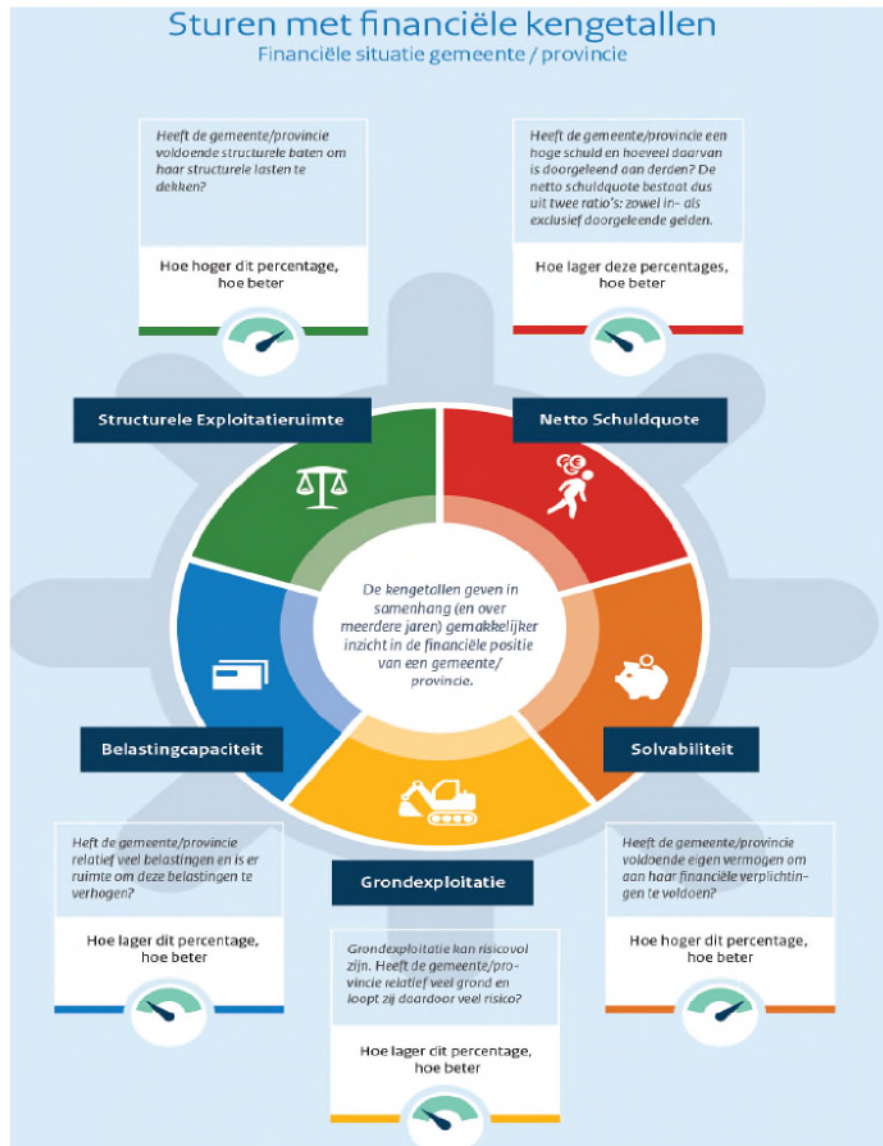 Sturen met financiële kengetallen
Financiële situatie gemeente / provincie
Heeft de gemeente/provincie
voldoende structurele baten om
haar structurele lasten te
dekken?
Hoe hoger dit percentage,
hoe beter
Heeft de gemeente/provincie een
hoge schuld en hoeveel daarvan
is doorgeleend aan derden? De
netto schuldquote bestaat dus
uit twee ratio's: zowel in- als
exclusief doorgeleende gelden.
Hoe lager deze percentages,
hoe beter
Structurele Exploitatieruimte
Netto Schuldquote
De kengetallen geven in
samenhang (en over
meerdere jaren) gemakkelijker
inzicht in de financiële positie
van een gemeente/
provincie.
Belastingcapaciteit
Solvabiliteit
Grondexploitatie
Heft de gemeente/provincie
relatief veel belastingen en is er
ruimte om deze belastingen te
verhogen?
Hoe lager dit percentage,
hoe beter
Grondexploitatie kan risicovol
zijn. Heeft de gemeente/pro-
vincie relatief veel grond en
loopt zij daardoor veel risico?
Hoe lager dit percentage,
hoe beter
Heeft de gemeente/provincie
voldoende eigen vermogen om
aan haar financiële verplichtin-
gen te voldoen?
Hoe hoger dit percentage,
hoe beter